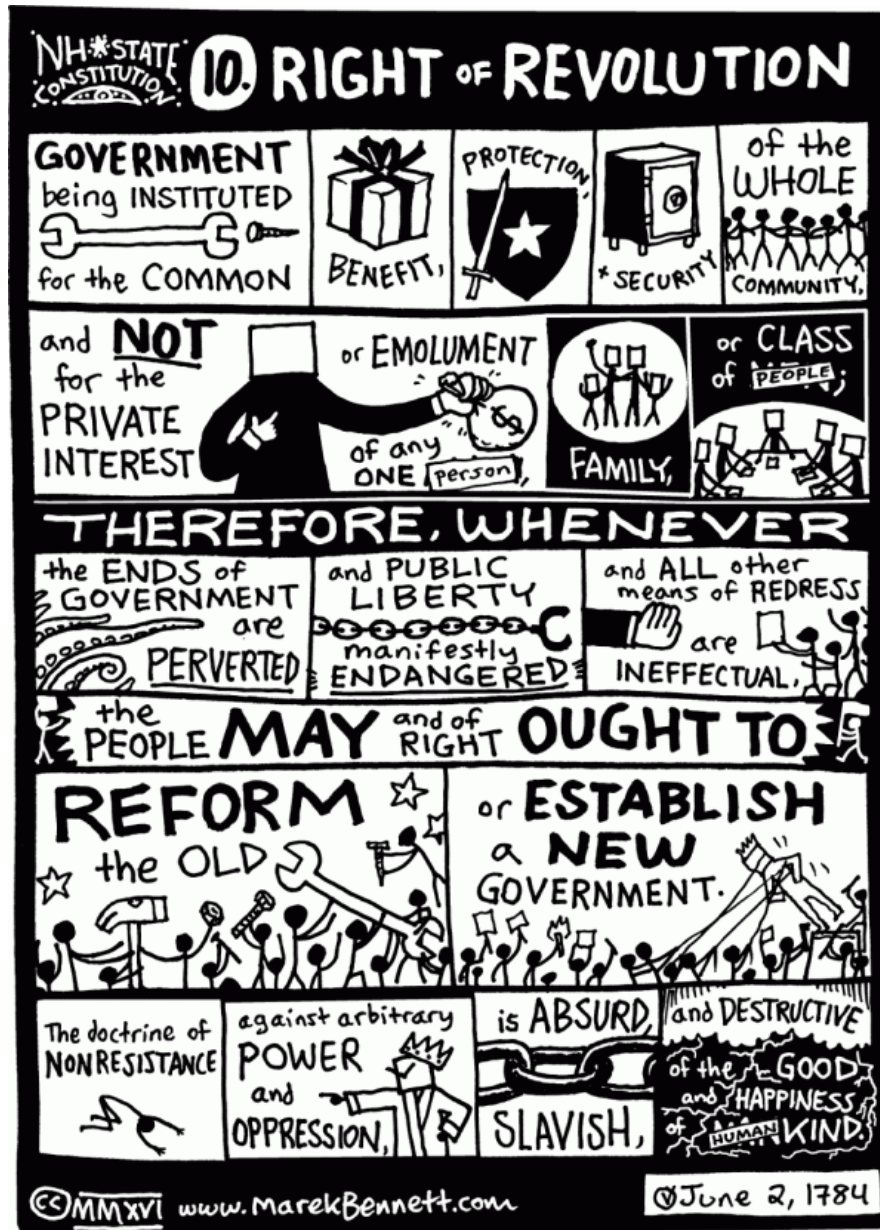 NH★STATE
CONSTITUTION
10. RIGHT OF REVOLUTION
GOVERNMENT
being INSTITUTED
for the COMMON
BENEFIT,
PROTECTION,
+ SECURITY
of the
WHOLE
COMMUNITY,
and NOT
for the
PRIVATE
INTEREST
or EMOLUMENT
$
of any
ONE person,
FAMILY,
or CLASS
of PEOPLE;
THEREFORE, WHENEVER
the ENDS of
GOVERNMENT
are
PERVERTED
and PUBLIC
LIBERTY
manifestly
ENDANGERED
and ALL other
means of REDRESS
are
INEFFECTUAL,
the
PEOPLE MAY and of
RIGHT OUGHT TO
REFORM
the OLD
or ESTABLISH
a NEW
GOVERNMENT.
The doctrine of
NONRESISTANCE
against arbitrary
POWER
and
OPPRESSION,
is ABSURD,
SLAVISH,
and DESTRUCTIVE
of the GOOD
and HAPPINESS
of HUMANKIND.
cc MMXVI www.MarekBennett.com
June 2, 1784